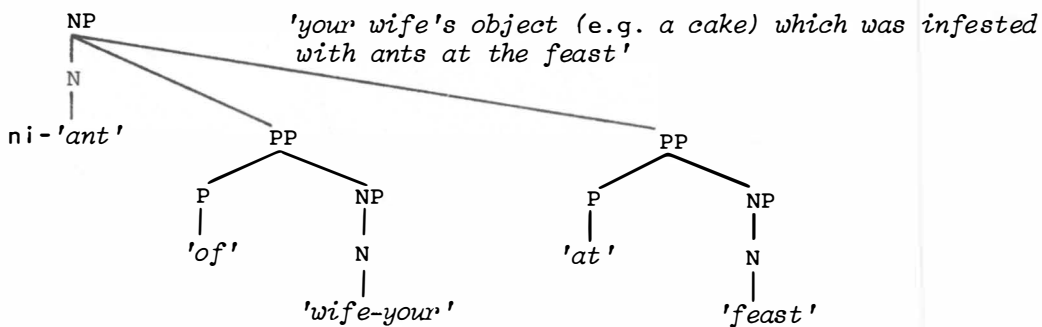 NP 'your wife's object (e.g. a cake) which was infested
with ants at the feast'
N
ni-'ant' PP PP
P NP P NP
'of' N 'at' N
'wife-your' 'feast'